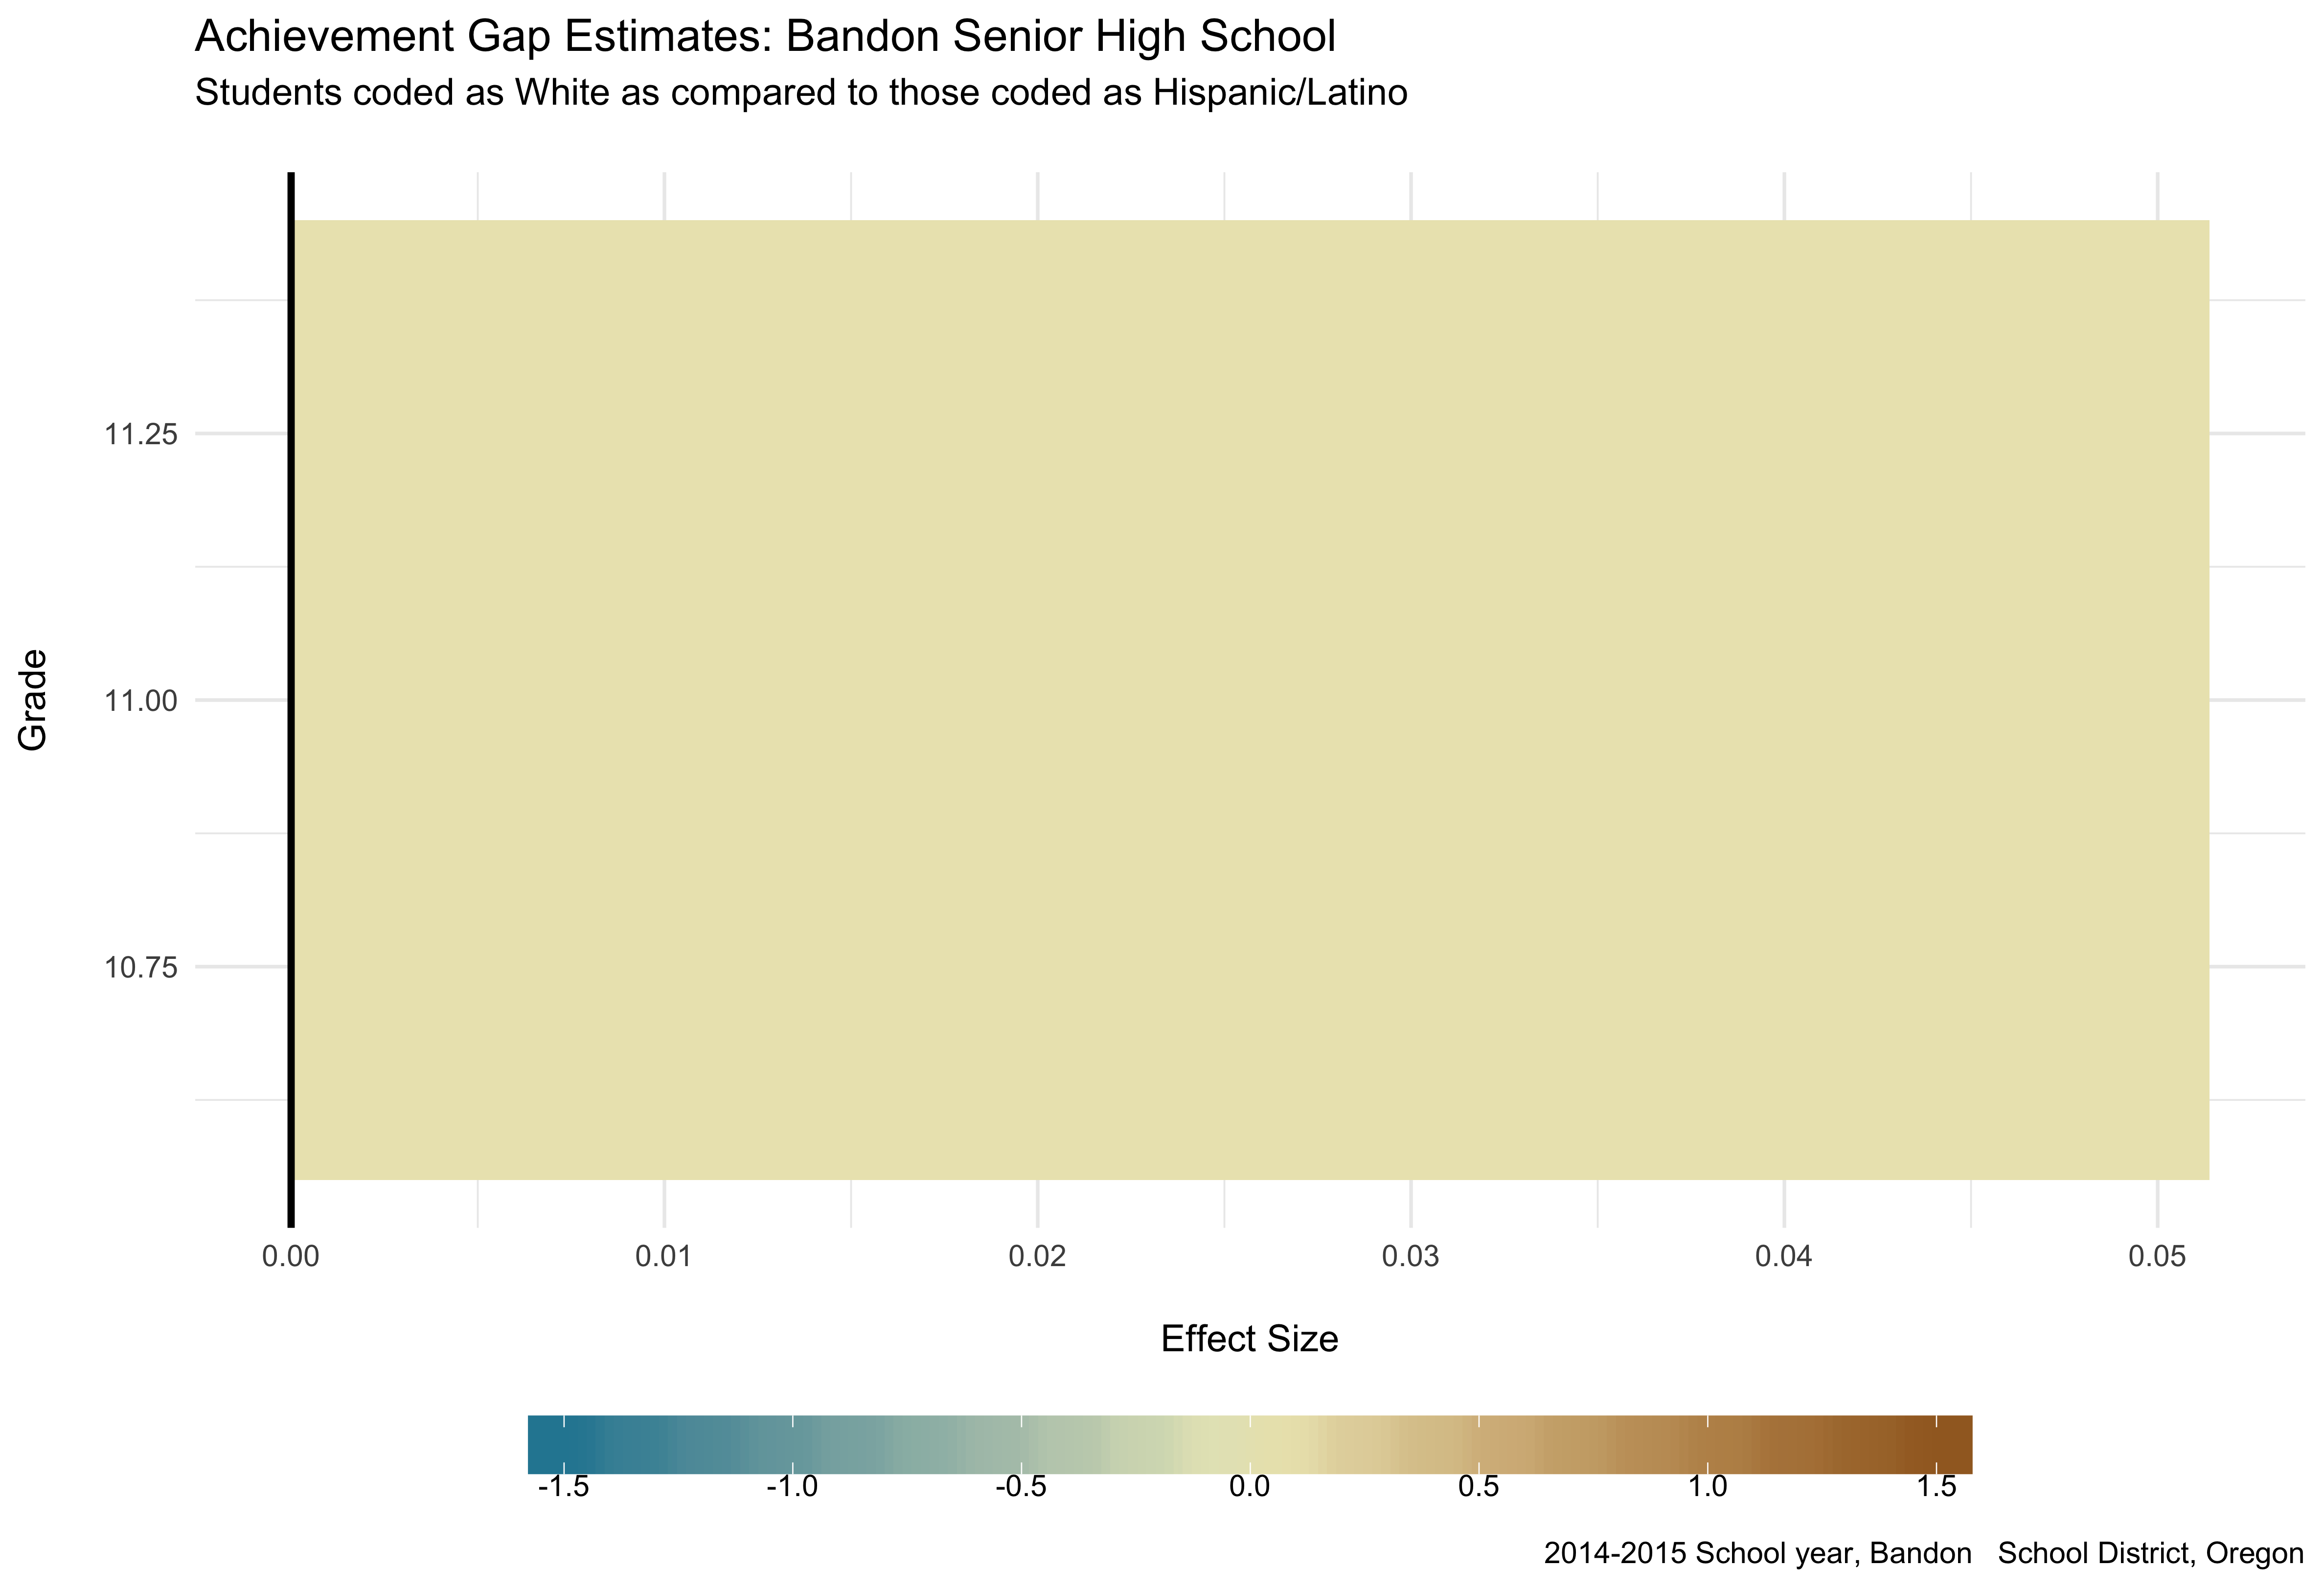 Achievement Gap Estimates: Bandon Senior High School
Students coded as White as compared to those coded as Hispanic/Latino
Grade
11.25
11.00
10.75
0.00 0.01 0.02 0.03 0.04 0.05
Effect Size
-1.5 -1.0 -0.5 0.0 0.5 1.0 1.5
2014-2015 School year, Bandon   School District, Oregon